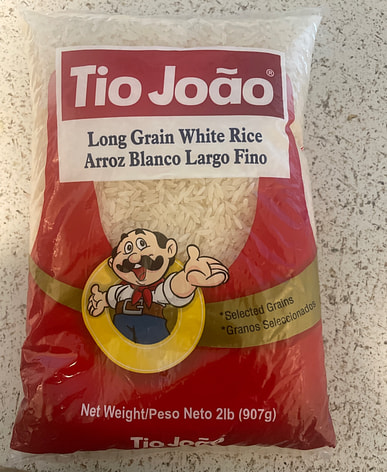 Tio João®
Long Grain White Rice
Arroz Blanco Largo Fino
*Selected Grains
*Granos Seleccionados
Net Weight/Peso Neto 2lb (907g)
Tio João